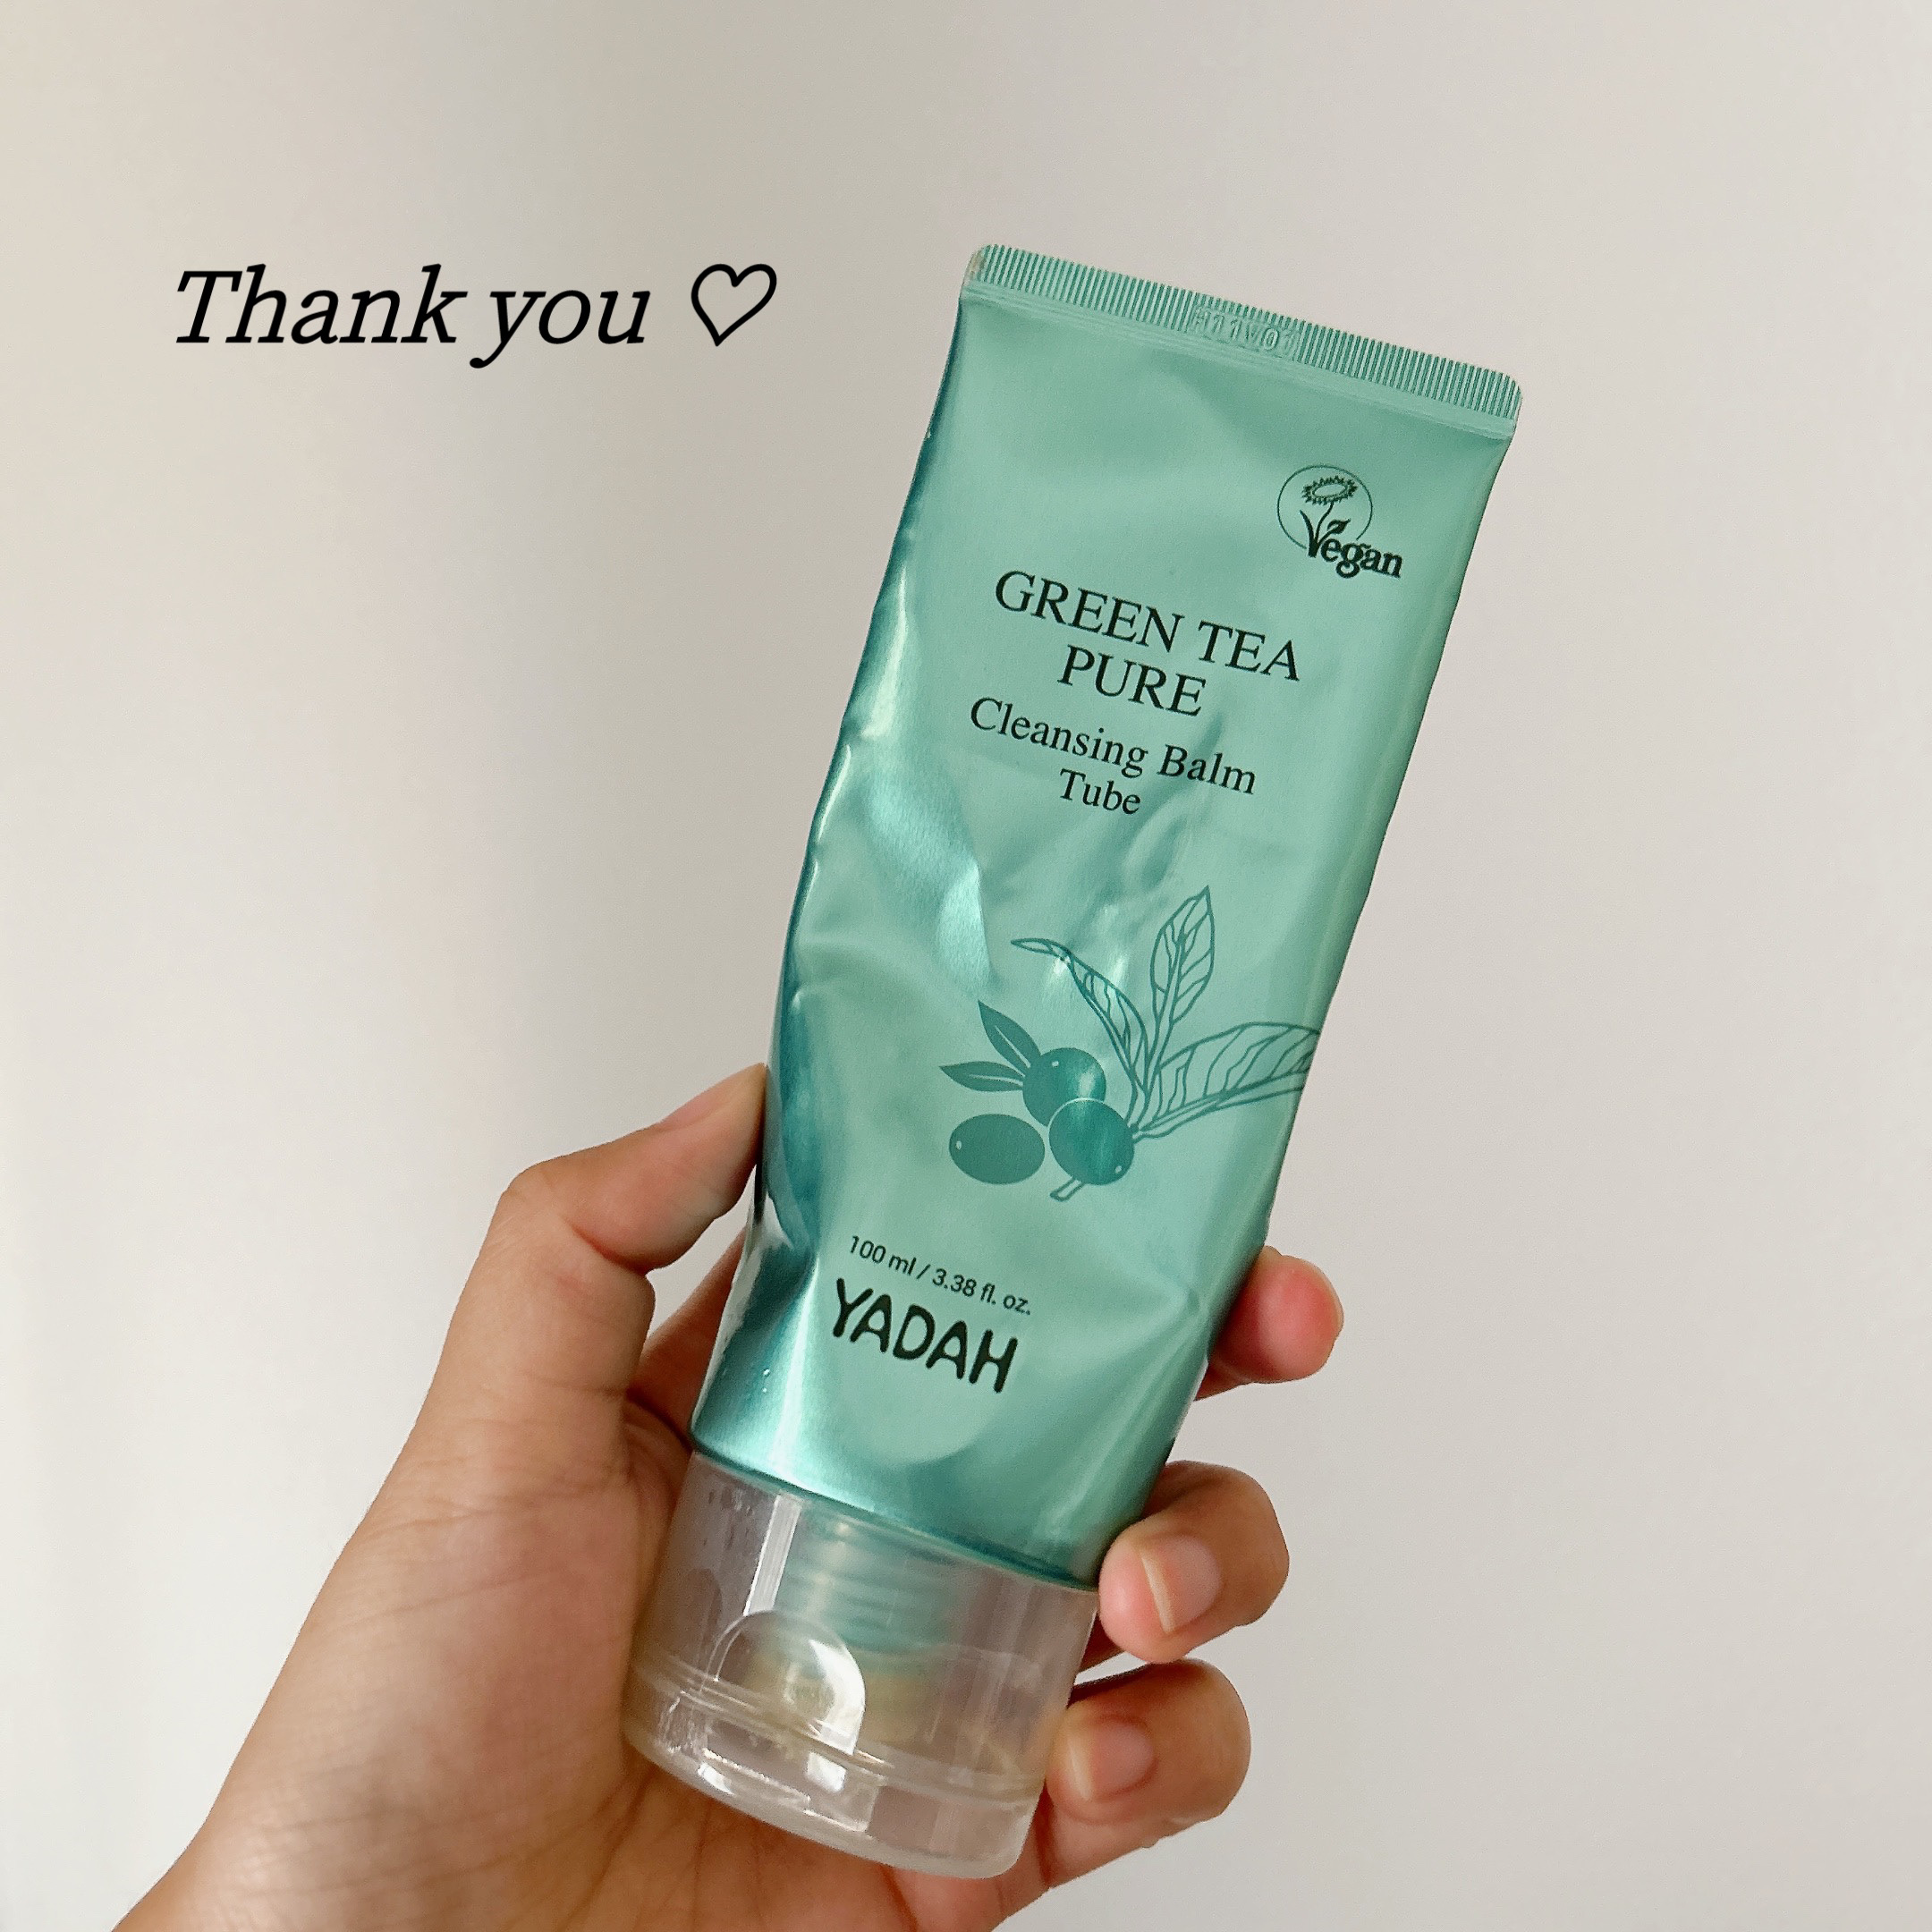 Thank you ♡
Vegan
GREEN TEA
PURE
Cleansing Balm
Tube
100 ml / 3.38 fl. oz.
YADAH